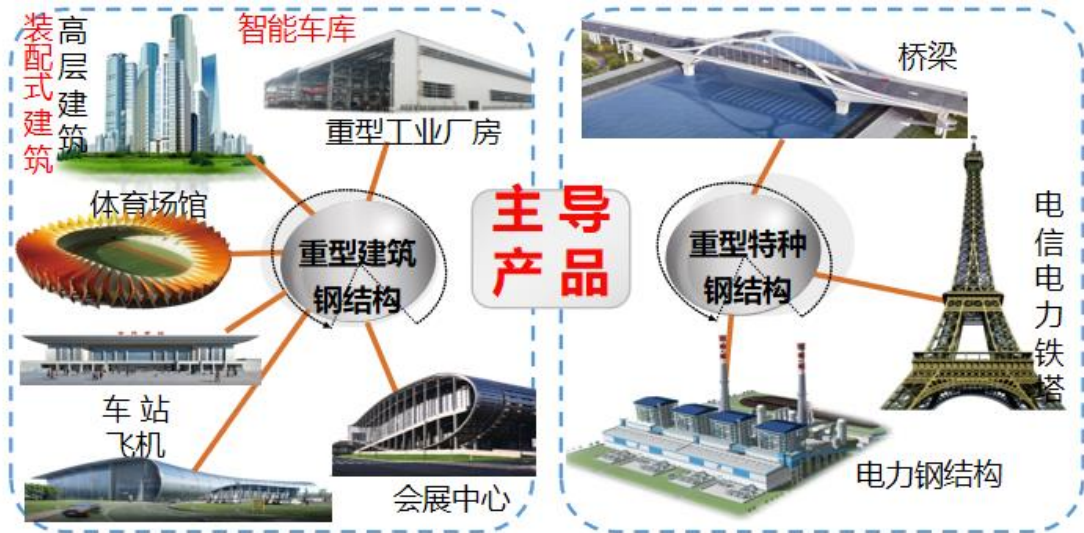 装配式建筑
高层建筑
智能车库
重型工业厂房
体育场馆
重型建筑
钢结构
车 站
飞机
会展中心
主 导
产 品
桥梁
重型特种
钢结构
电信电力铁塔
电力钢结构